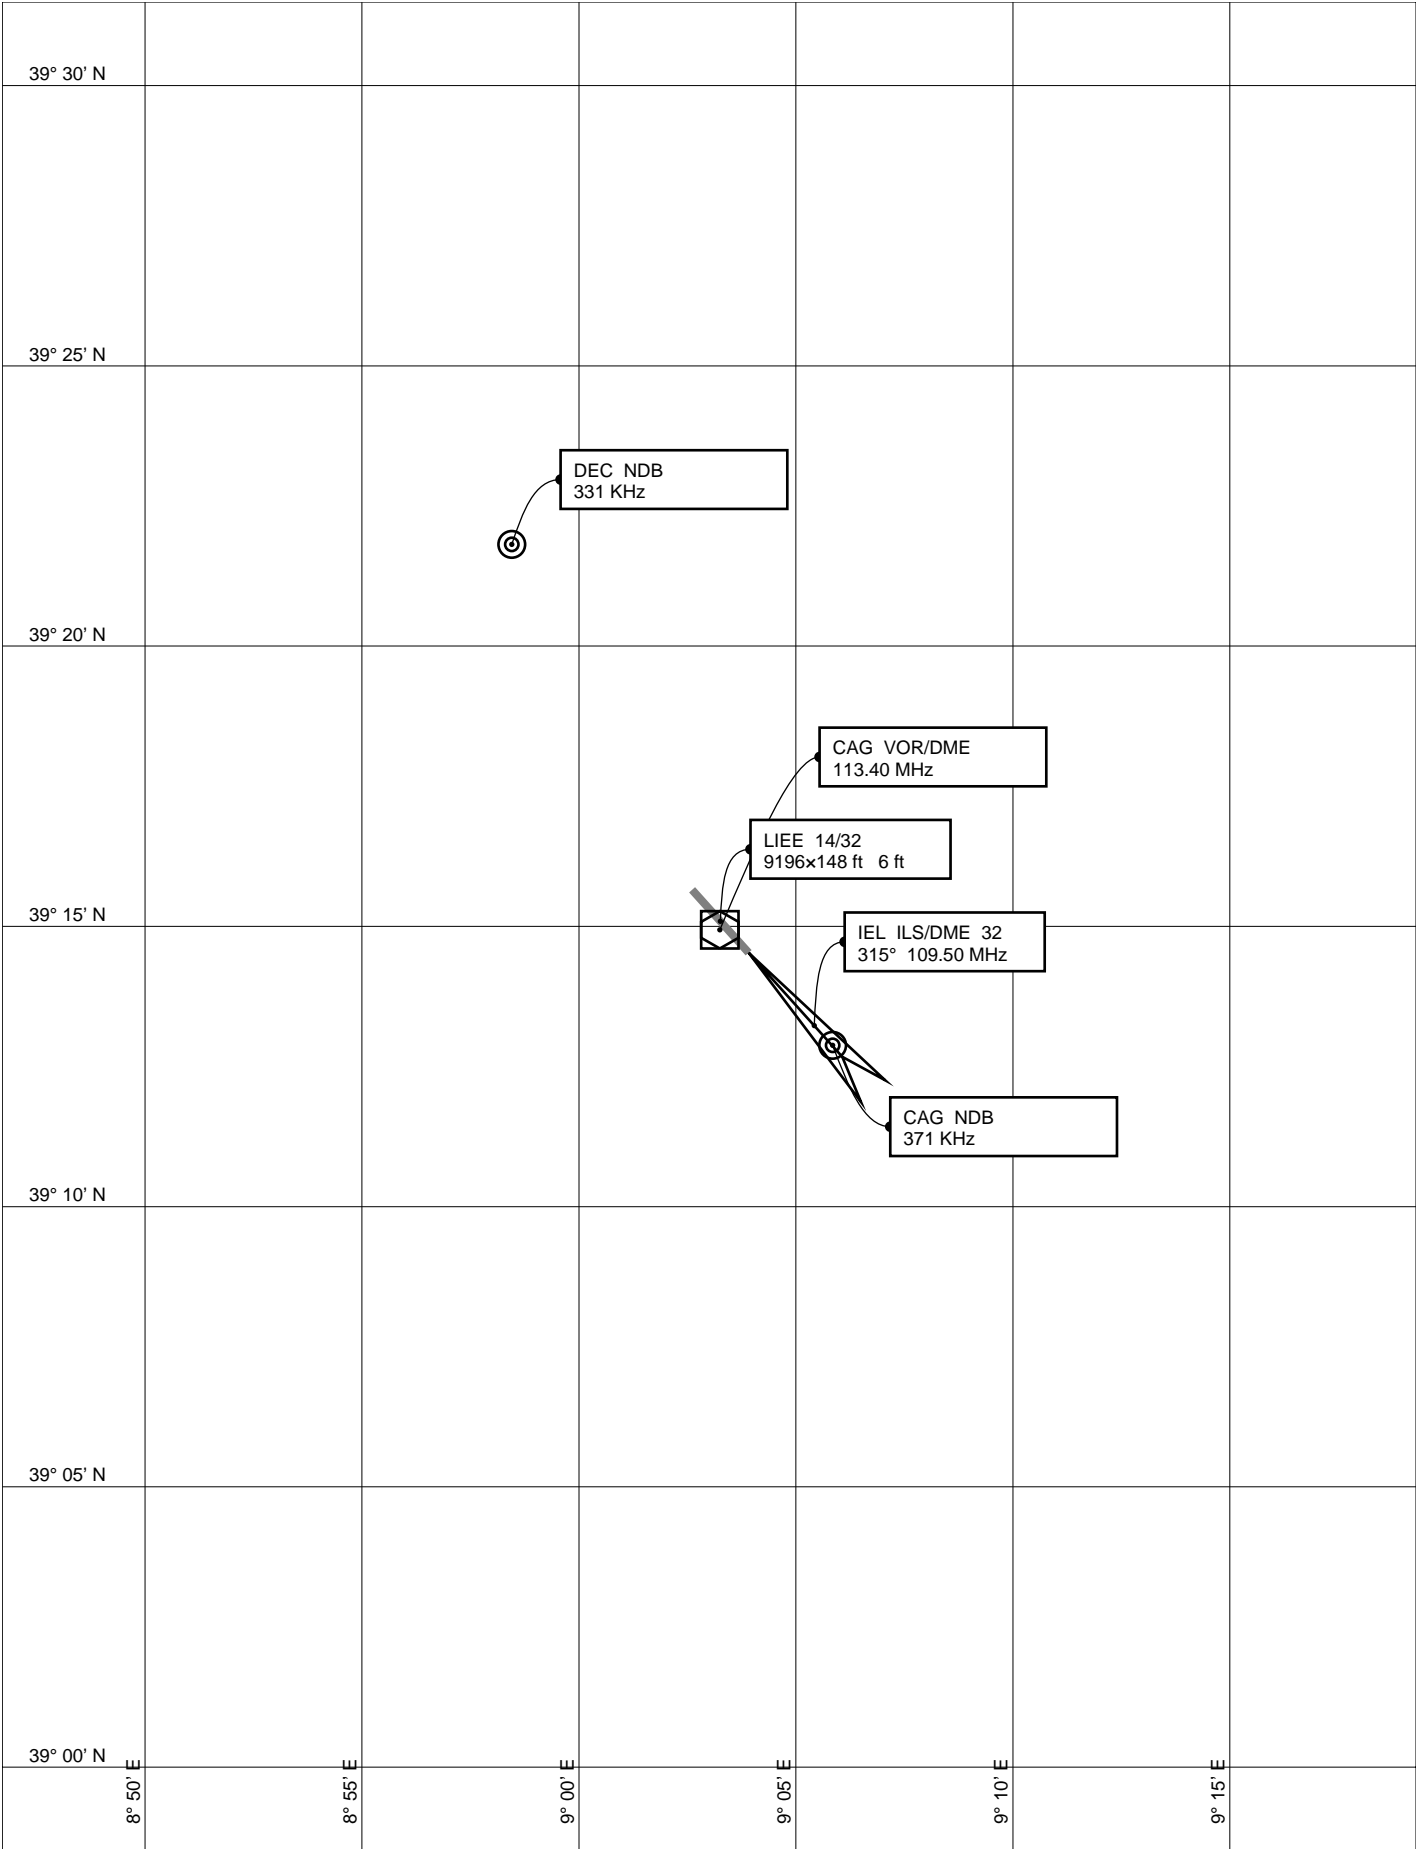 39° 30' N
39° 25' N
DEC NDB
331 KHz
39° 20' N
CAG VOR/DME
113.40 MHz
LIEE 14/32
9196×148 ft 6 ft
39° 15' N
IEL ILS/DME 32
315° 109.50 MHz
CAG NDB
371 KHz
39° 10' N
39° 05' N
39° 00' N
8° 50' E
8° 55' E
9° 00' E
9° 05' E
9° 10' E
9° 15' E